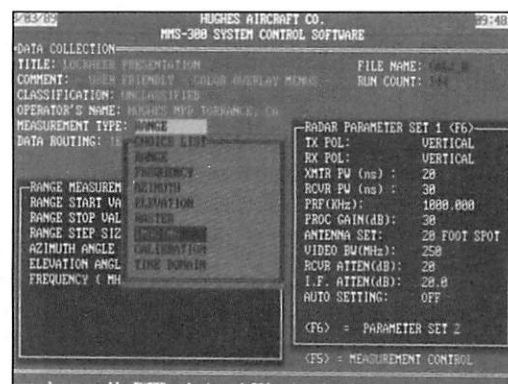 HUGHES AIRCRAFT CO.
09:48
MMS-300 SYSTEM CONTROL SOFTWARE
DATA COLLECTION
TITLE: LOCKHEED PRESENTATION
FILE NAME:
COMMENT: USER FRIENDLY COLOR OVERLAY MENUS
RUN COUNT:
CLASSIFICATION: UNCLASSIFIED
OPERATOR'S NAME: HUGHES MPD TORRANCE, CA
MEASUREMENT TYPE: RANGE
DATA ROUTING:
CHOICE LIST
RANGE
FREQUENCY
AZIMUTH
ELEVATION
RASTER
CALIBRATION
TIME DOMAIN
RANGE MEASUREM
RANGE START VA
RANGE STOP VAL
RANGE STEP SIZ
AZIMUTH ANGLE
ELEVATION ANGL
FREQUENCY ( MH
RADAR PARAMETER SET 1 <F6>
TX POL: VERTICAL
RX POL: VERTICAL
XMTR PW (ns) : 20
RCVR PW (ns) : 30
PRF(KHz): 1000.000
PROC GAIN(dB): 30
ANTENNA SET: 20 FOOT SPOT
VIDEO BW(MHz): 250
RCVR ATTEN(dB): 20
I.F. ATTEN(dB): 20.0
AUTO SETTING: OFF
<F6> = PARAMETER SET 2
<F5> = MEASUREMENT CONTROL